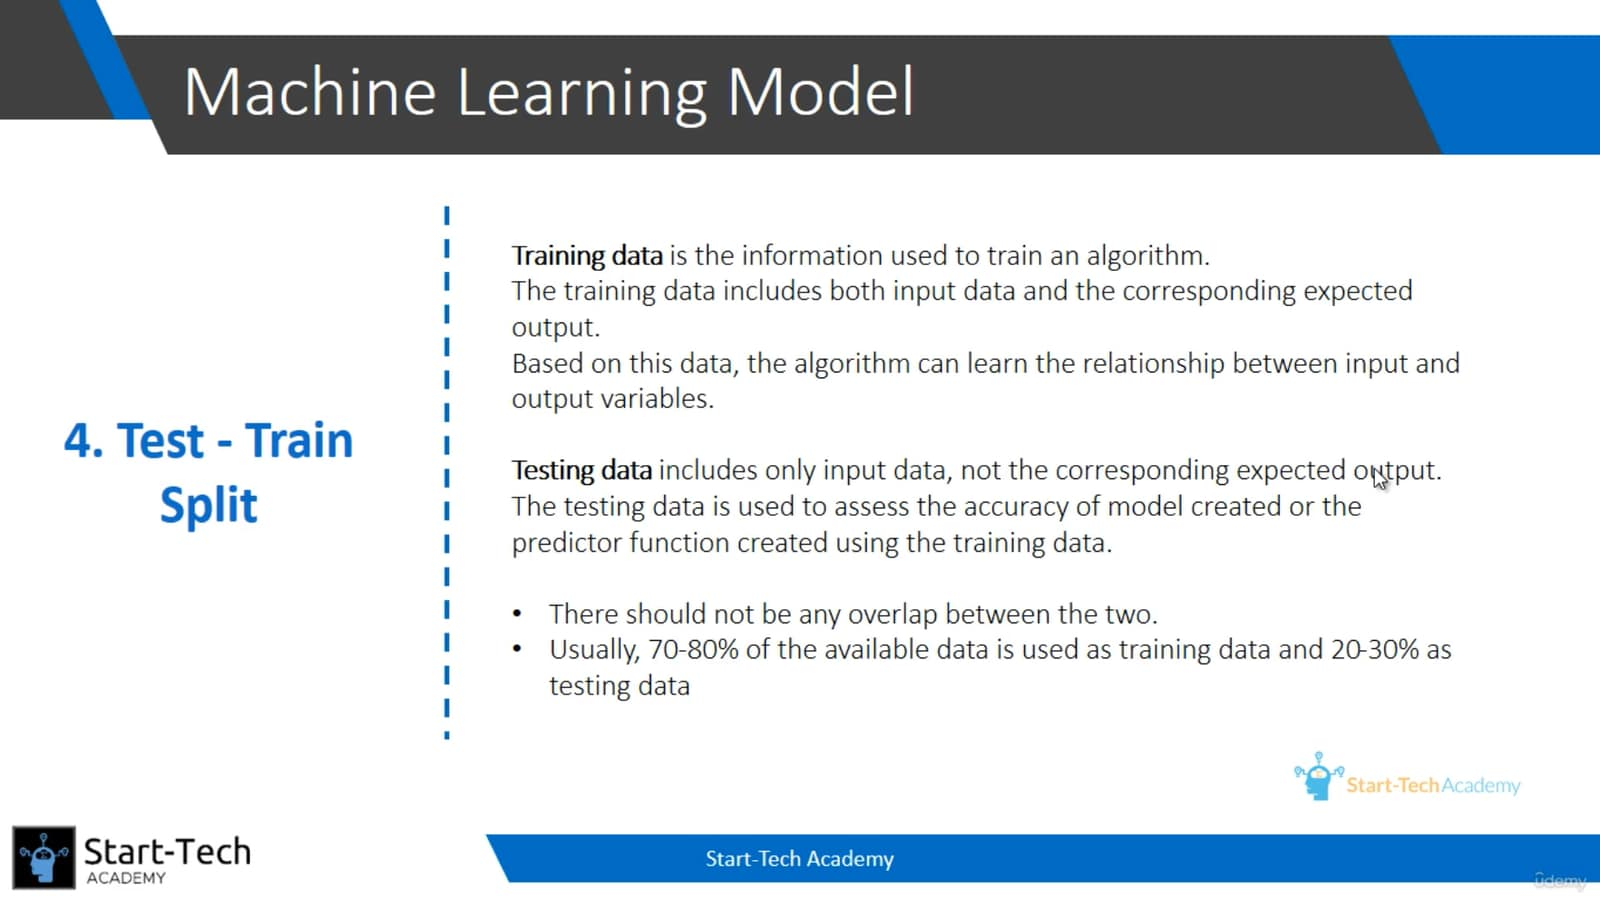 Machine Learning Model
4. Test - Train
Split
Training data is the information used to train an algorithm.
The training data includes both input data and the corresponding expected
output.
Based on this data, the algorithm can learn the relationship between input and
output variables.
Testing data includes only input data, not the corresponding expected output.
The testing data is used to assess the accuracy of model created or the
predictor function created using the training data.
• There should not be any overlap between the two.
• Usually, 70-80% of the available data is used as training data and 20-30% as
testing data
Start-Tech Academy
Start-Tech
ACADEMY
Start-Tech Academy
udemy